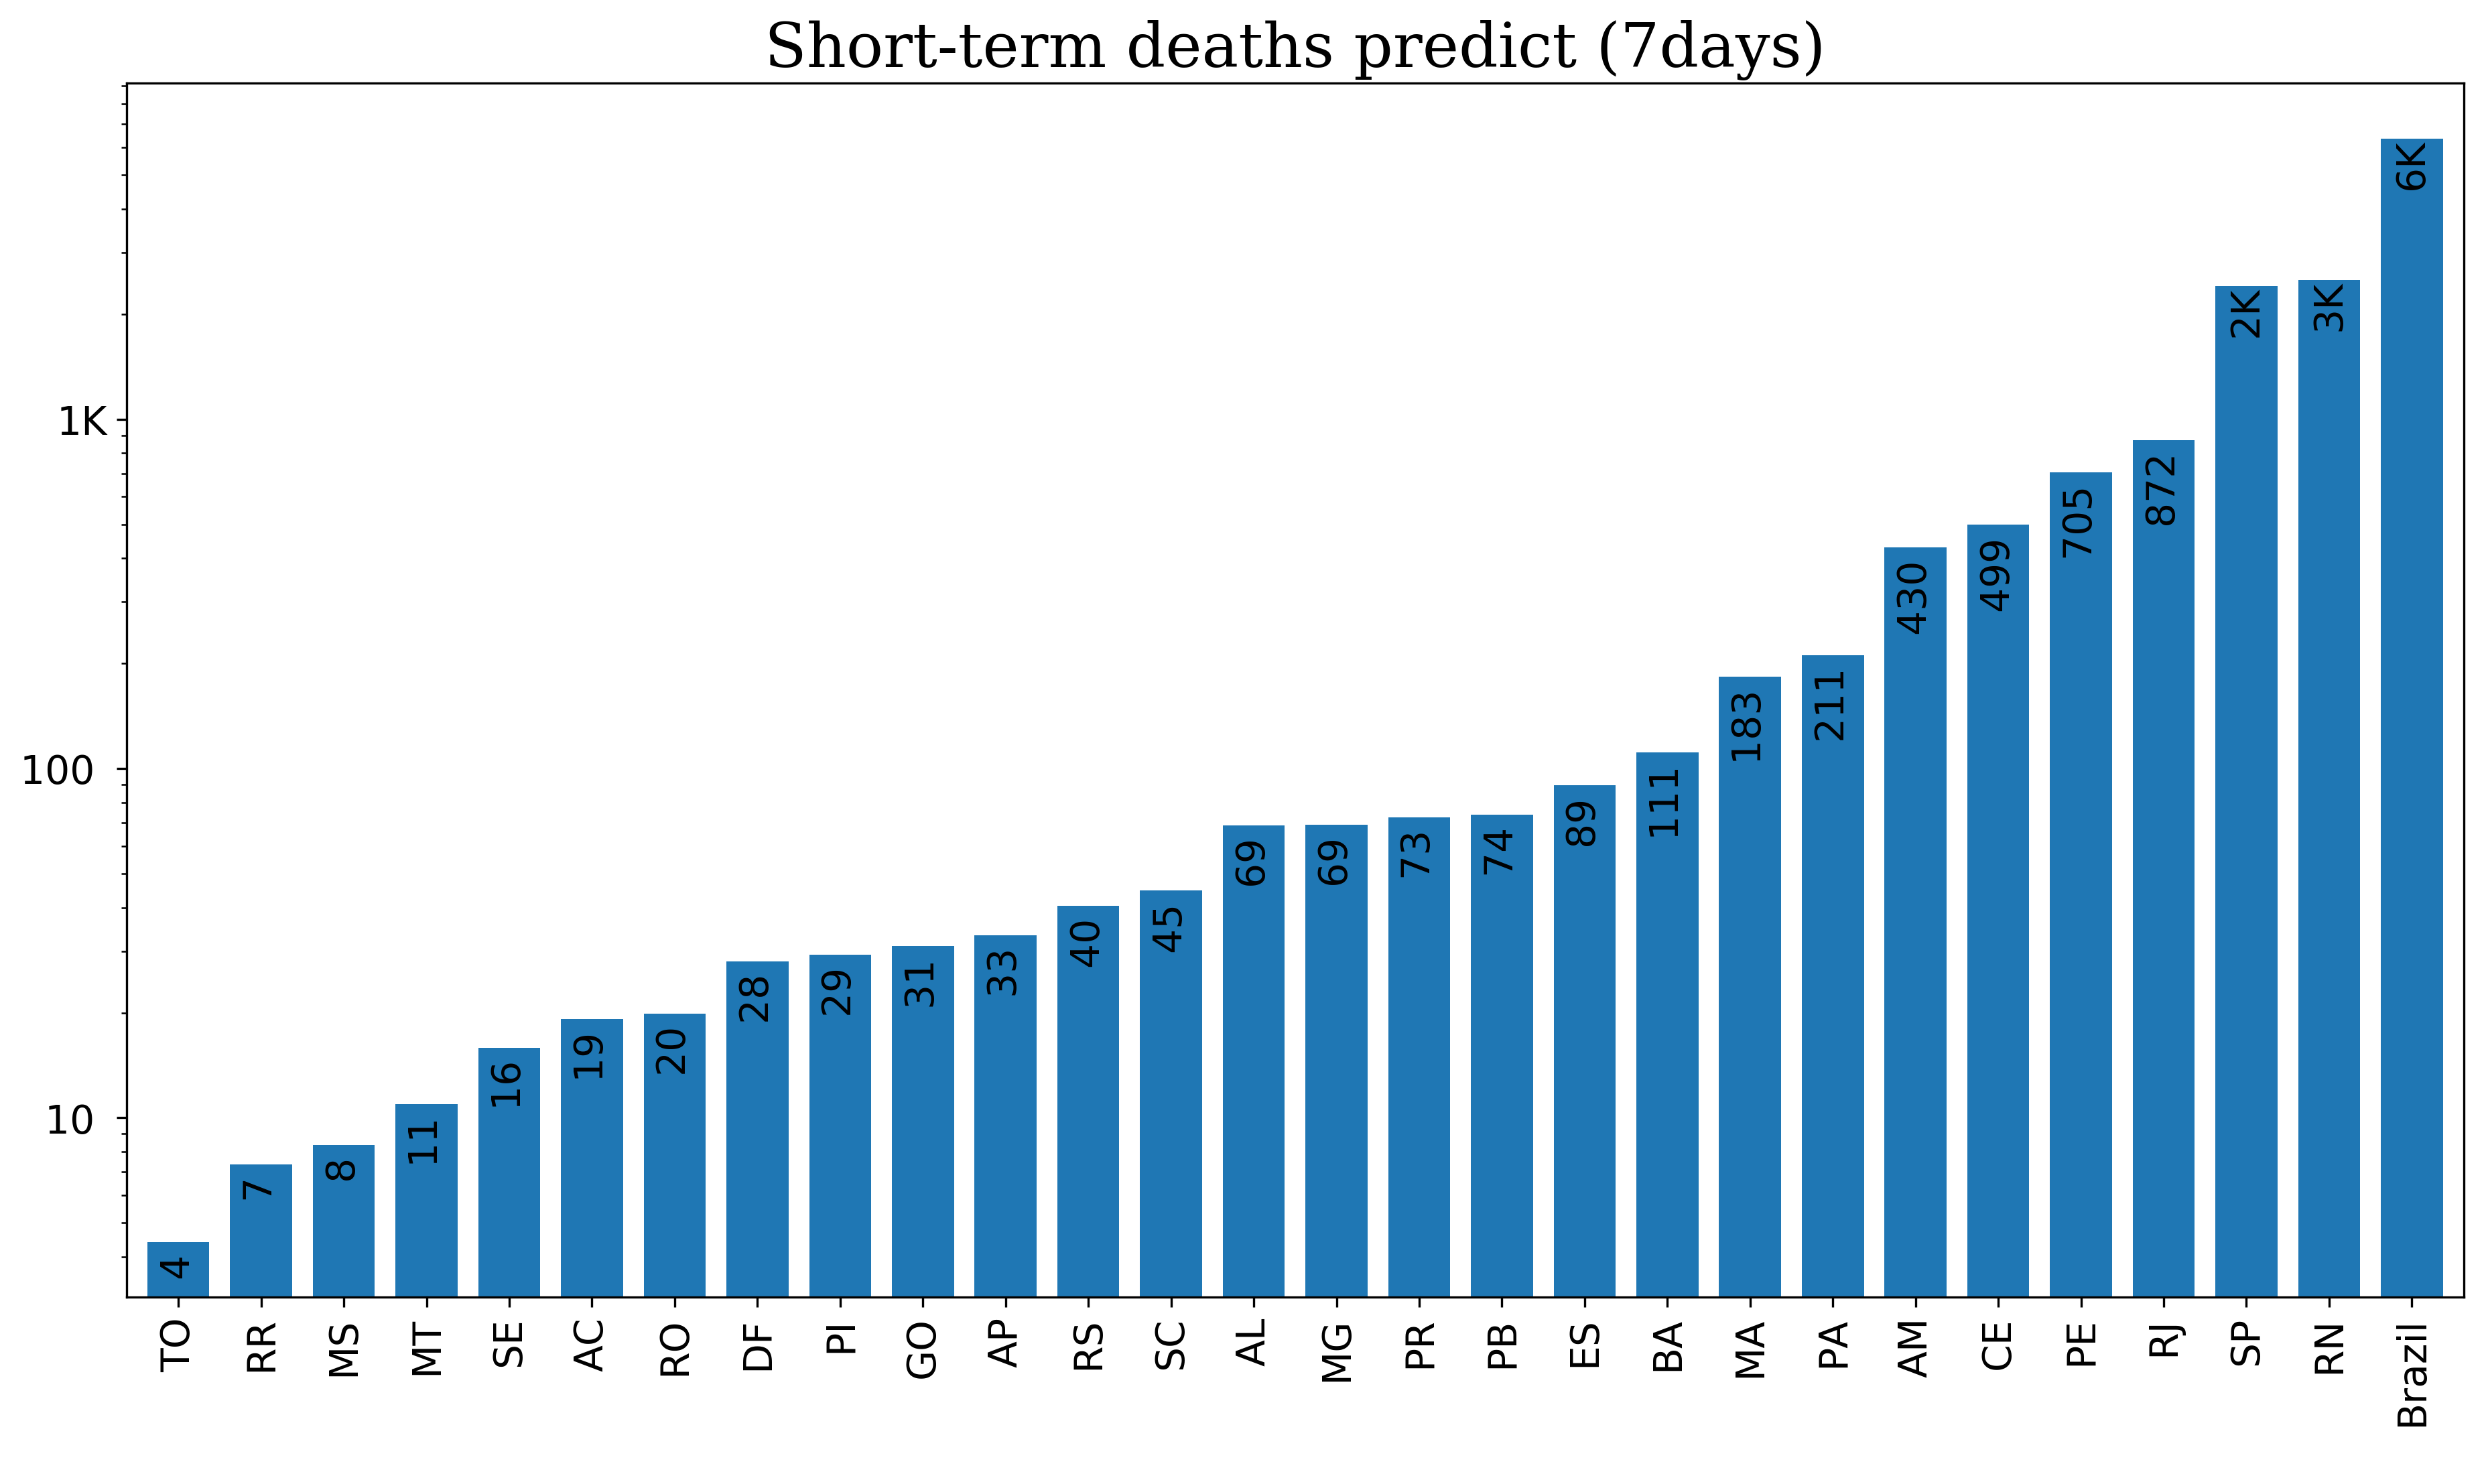 Short-term deaths predict (7days)
1K
100
10
4
7
8
11
16
19
20
28
29
31
33
40
45
69
69
73
74
89
111
183
211
430
499
705
872
2K
3K
6K
TO
RR
MS
MT
SE
AC
RO
DF
PI
GO
AP
RS
SC
AL
MG
PR
PB
ES
BA
MA
PA
AM
CE
PE
RJ
SP
RN
Brazil